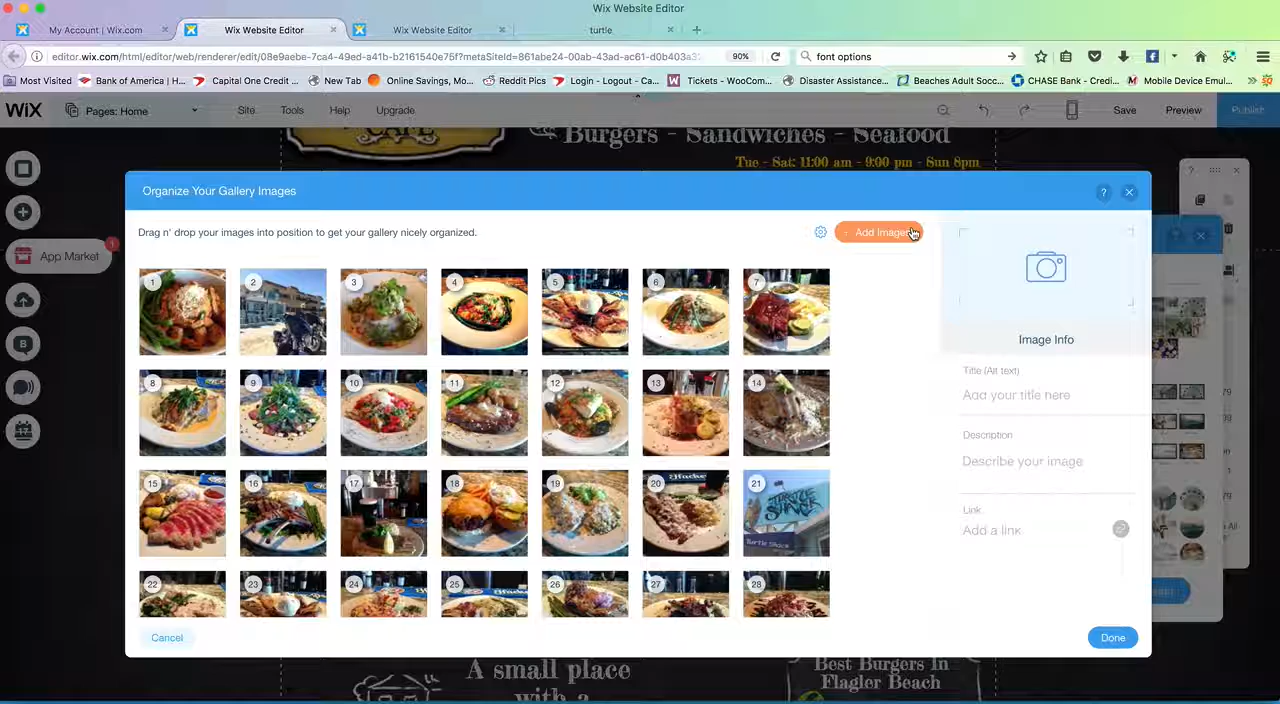 Wix Website Editor
My Account | Wix.com
Wix Website Editor
Wix Website Editor
turtle
editor.wix.com/html/editor/web/renderer/edit/08e9aebe-7ca4-49ed-a41b-b2161540e75f?metaSiteId=861abe24-00ab-43ad-ac61-d0b403a3
90%
font options
Most Visited
Bank of America | H...
Capital One Credit ...
New Tab
Online Savings, Mo...
Reddit Pics
Login - Logout - Ca...
Tickets - WooCom...
Disaster Assistance...
Beaches Adult Socc...
CHASE Bank - Credi...
Mobile Device Emul...
WiX
Pages: Home
Site
Tools
Help
Upgrade
Save
Preview
Publish
Burgers - Sandwiches - Seafood
Tue - Sat: 11:00 am - 9:00 pm - Sun 8pm
App Market
1
Organize Your Gallery Images
?
Drag n' drop your images into position to get your gallery nicely organized.
+ Add Images
1 2 3 4 5 6 7
8 9 10 11 12 13 14
15 16 17 18 19 20 21
TURTLE SHACK
Turtle Shack
22 23 24 25 26 27 28
Image Info
Title (Alt text)
Add your title here
Description
Describe your image
Link
Add a link
Cancel
Done
A small place
with a
Best Burgers In
Flagler Beach